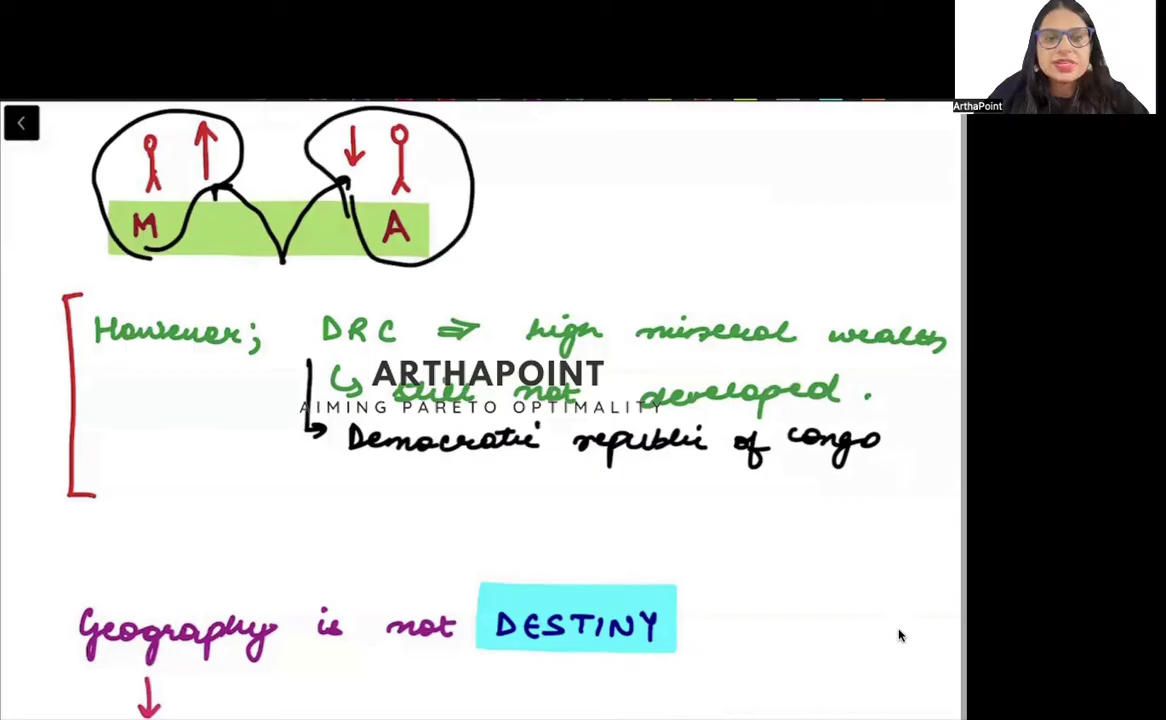 ArthaPoint
M A
However; DRC ⇒ high mineral wealth
↳ still not developed.
ARTHAPOINT
AIMING PARETO OPTIMALITY
Democratic republic of congo
Geography is not DESTINY